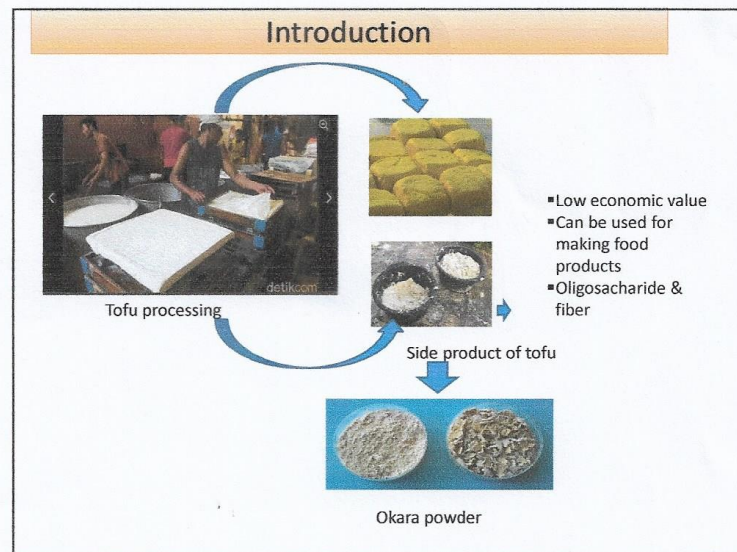 Introduction
detikcom
Tofu processing
▪Low economic value
▪Can be used for
making food
products
▪Oligosacharide &
fiber
Side product of tofu
Okara powder